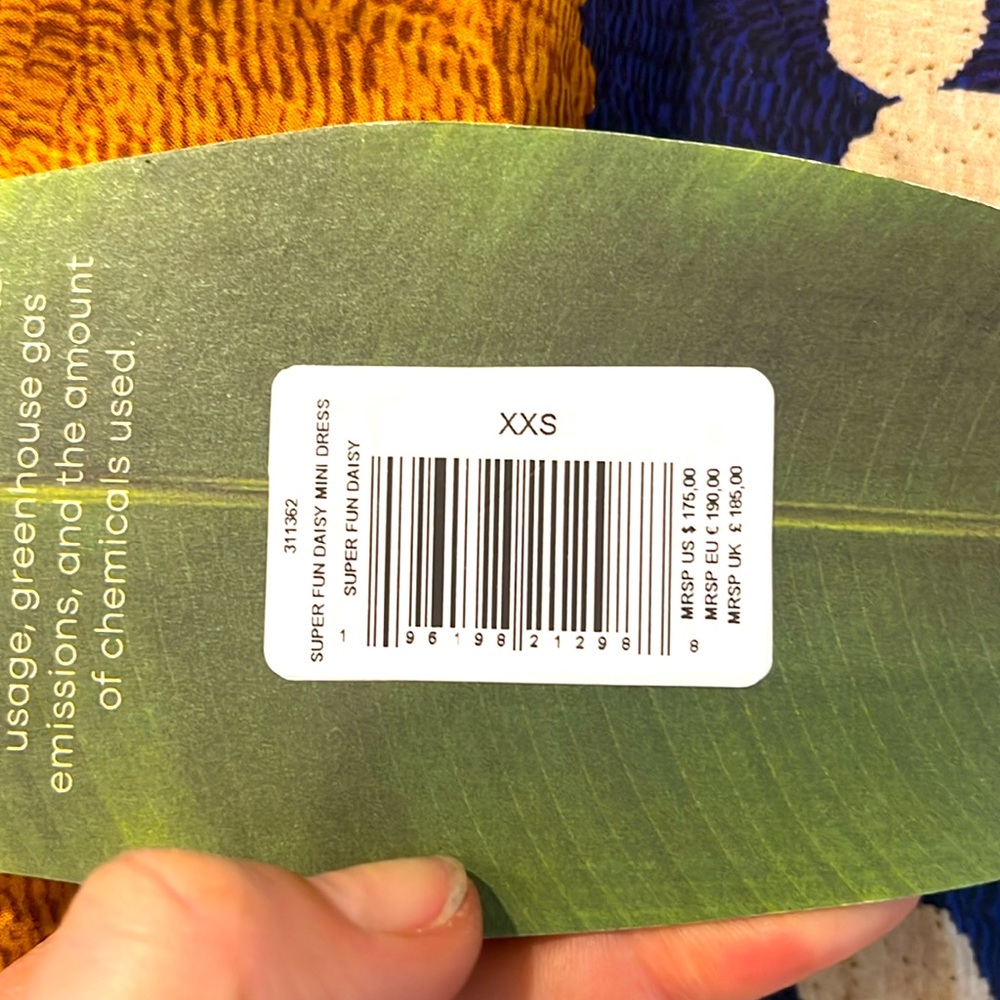 usage, greenhouse gas
emissions, and the amount
of chemicals used.
XXS
311362
SUPER FUN DAISY MINI DRESS
SUPER FUN DAISY
1 96198 21298 8
MRSP US $ 175,00
MRSP EU € 190,00
MRSP UK £ 185,00